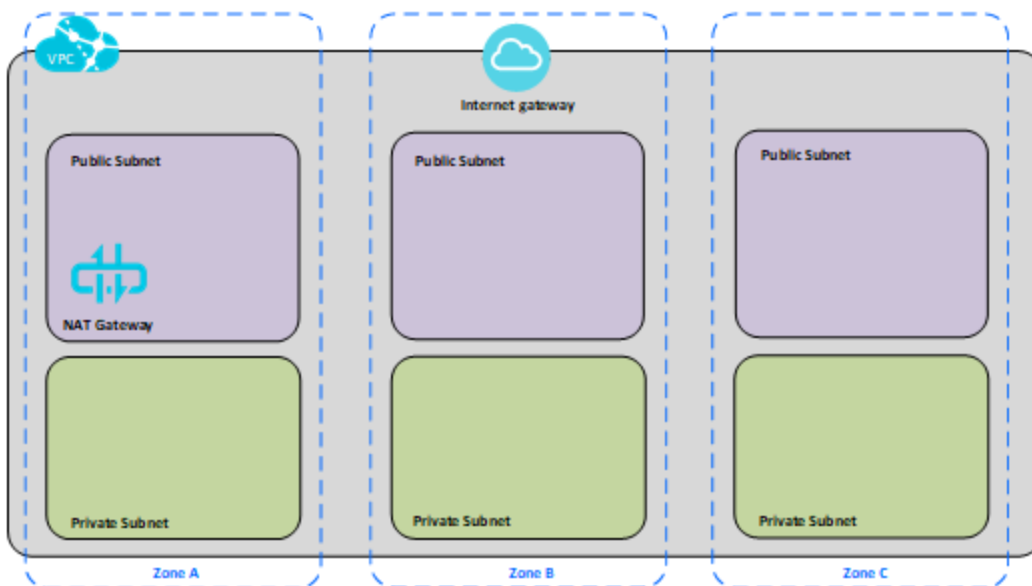 VPC
Internet gateway
Public Subnet
Public Subnet
Public Subnet
NAT Gateway
Private Subnet
Private Subnet
Private Subnet
Zone A
Zone B
Zone C